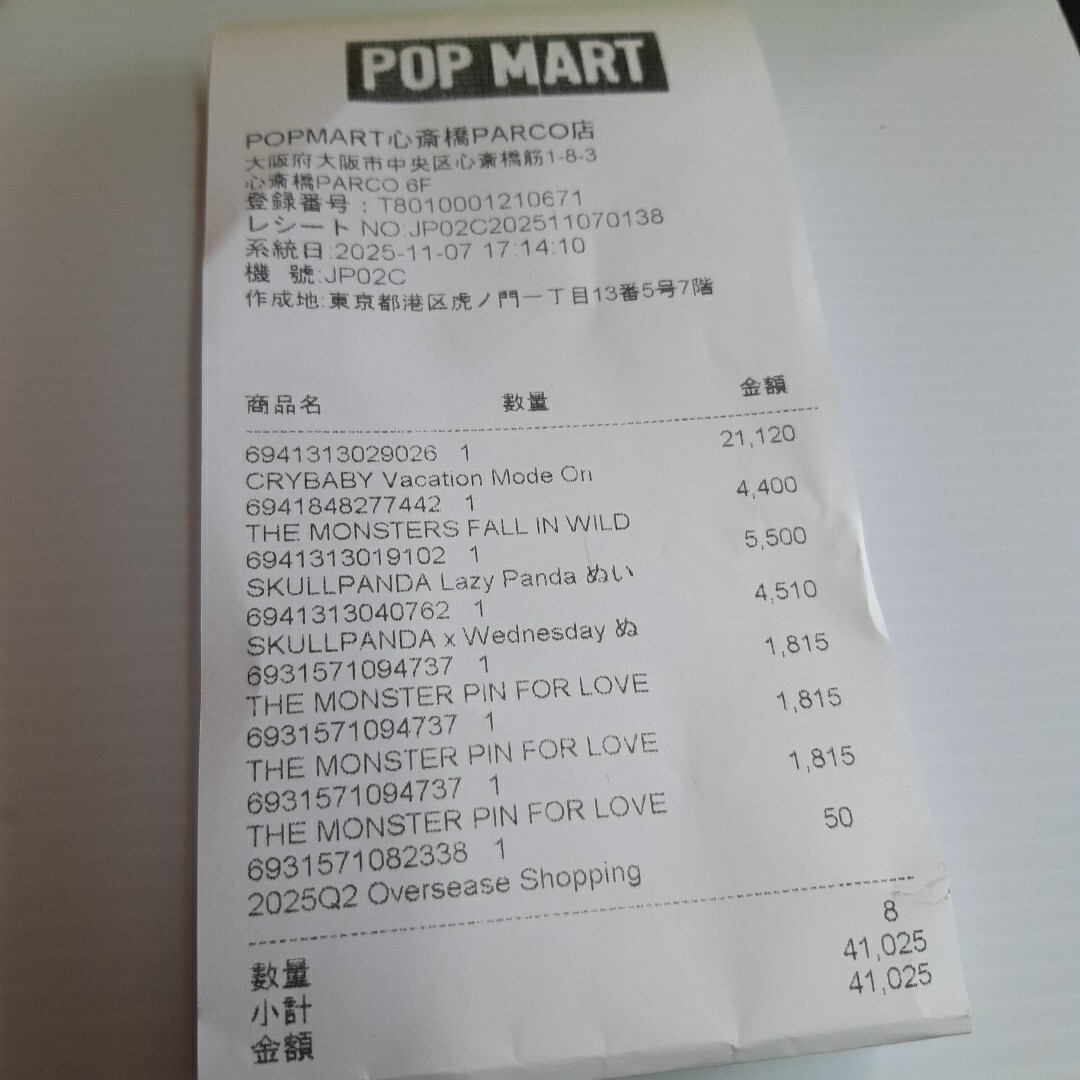 POP MART
POPMART心斎橋PARCO店
大阪府大阪市中央区心斎橋筋1-8-3
心斎橋PARCO 6F
登録番号 : T8010001210671
レシート NO:JP02C202511070138
系統日:2025-11-07 17:14:10
機 號:JP02C
作成地:東京都港区虎ノ門一丁目13番5号7階
商品名 数量 金額
6941313029026 1 21,120
CRYBABY Vacation Mode On
6941848277442 1 4,400
THE MONSTERS FALL IN WILD
6941313019102 1 5,500
SKULLPANDA Lazy Panda ぬい
6941313040762 1 4,510
SKULLPANDA x Wednesday ぬ
6931571094737 1 1,815
THE MONSTER PIN FOR LOVE
6931571094737 1 1,815
THE MONSTER PIN FOR LOVE
6931571094737 1 1,815
THE MONSTER PIN FOR LOVE
6931571082338 1 50
2025Q2 Oversease Shopping
数量 8
小計 41,025
金額 41,025